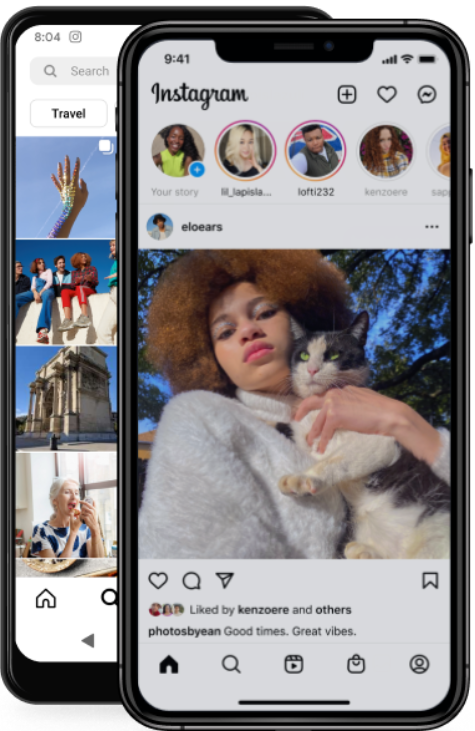 8:04
Search
Travel
9:41
Instagram
Your story
lil_lapisla...
lofti232
kenzoere
sapp
eloears
Liked by kenzoere and others
photosbyean Good times. Great vibes.